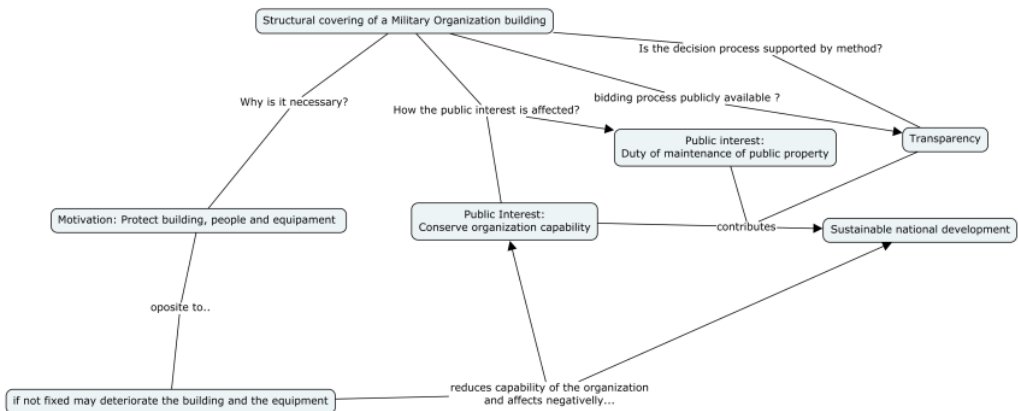 Structural covering of a Military Organization building
Is the decision process supported by method?
Why is it necessary?
bidding process publicly available ?
How the public interest is affected?
Public interest:
Duty of maintenance of public property
Transparency
Motivation: Protect building, people and equipament
Public Interest:
Conserve organization capability
contributes
Sustainable national development
oposite to..
if not fixed may deteriorate the building and the equipment
reduces capability of the organization
and affects negativelly...